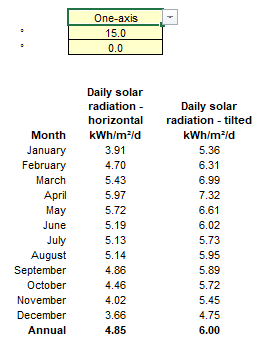 One-axis
° 15.0
° 0.0
Daily solar
radiation - Daily solar
horizontal radiation - tilted
Month kWh/m²/d kWh/m²/d
January 3.91 5.36
February 4.70 6.31
March 5.43 6.99
April 5.97 7.32
May 5.72 6.61
June 5.19 6.02
July 5.13 5.73
August 5.14 5.95
September 4.86 5.89
October 4.46 5.72
November 4.02 5.45
December 3.66 4.75
Annual 4.85 6.00